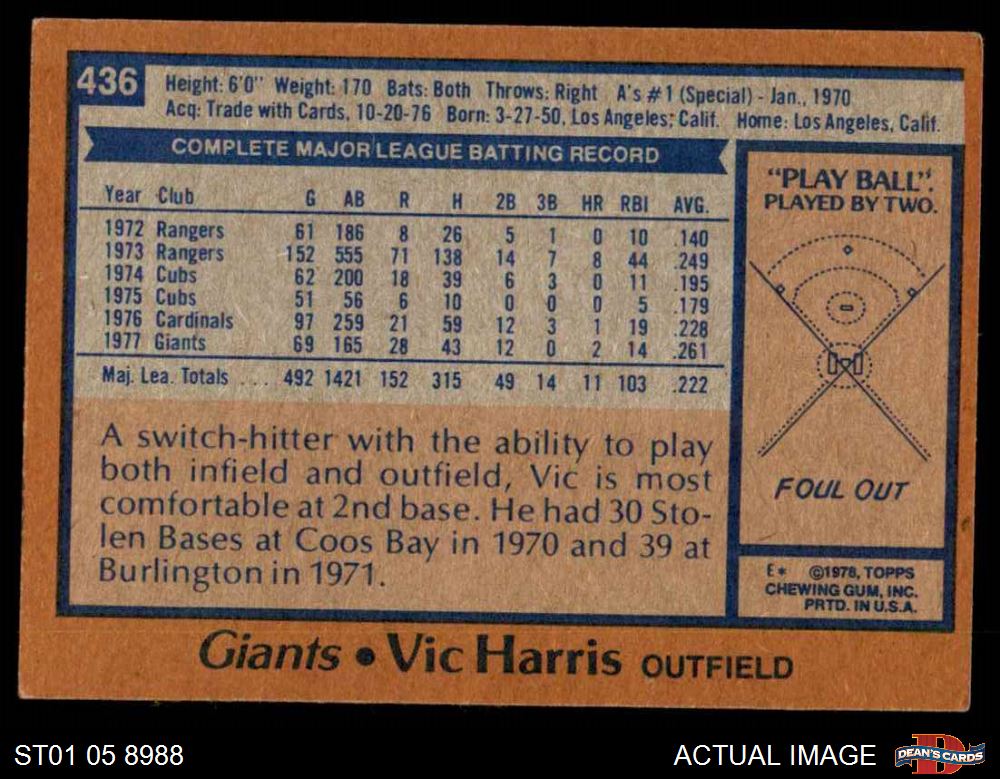 436
Height: 6'0" Weight: 170 Bats: Both Throws: Right A's #1 (Special) - Jan., 1970
Acq: Trade with Cards, 10-20-76 Born: 3-27-50, Los Angeles, Calif. Home: Los Angeles, Calif.
COMPLETE MAJOR LEAGUE BATTING RECORD
Year Club G AB R H 2B 3B HR RBI AVG.
1972 Rangers 61 186 8 26 5 1 0 10 .140
1973 Rangers 152 555 71 138 14 7 8 44 .249
1974 Cubs 62 200 18 39 6 3 0 11 .195
1975 Cubs 51 56 6 10 0 0 0 5 .179
1976 Cardinals 97 259 21 59 12 3 1 19 .228
1977 Giants 69 165 28 43 12 0 2 14 .261
Maj. Lea. Totals .... 492 1421 152 315 49 14 11 103 .222
A switch-hitter with the ability to play
both infield and outfield, Vic is most
comfortable at 2nd base. He had 30 Sto-
len Bases at Coos Bay in 1970 and 39 at
Burlington in 1971.
"PLAY BALL".
PLAYED BY TWO.
FOUL OUT
E* ©1978, TOPPS
CHEWING GUM, INC.
PRTD. IN U.S.A.
Giants • Vic Harris OUTFIELD
ST01 05 8988
ACTUAL IMAGE
DEAN'S CARDS